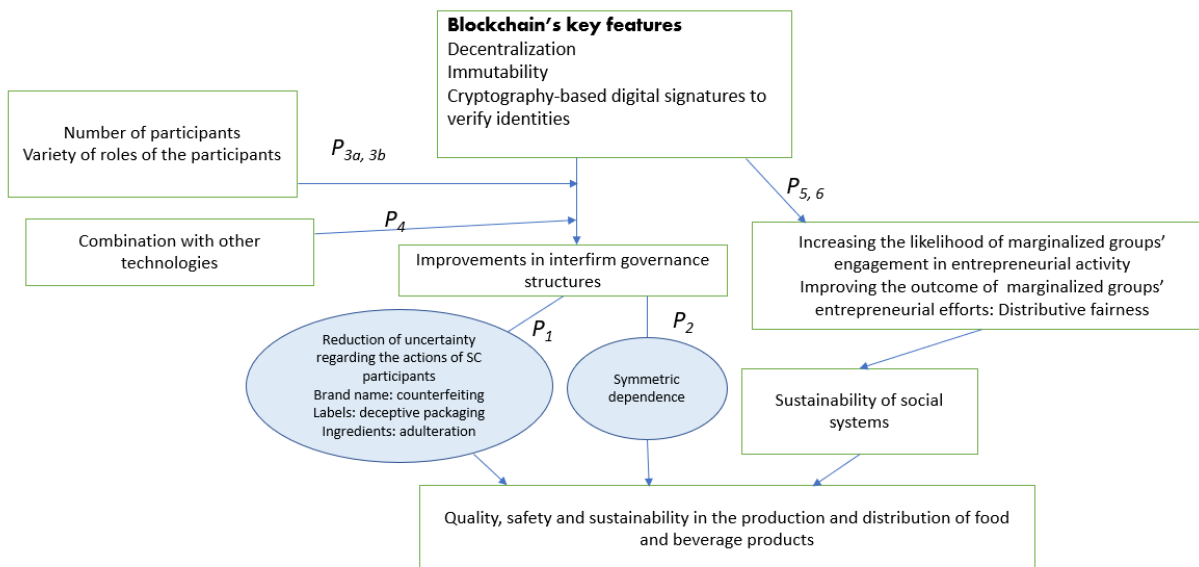 Blockchain's key features
Decentralization
Immutability
Cryptography-based digital signatures to
verify identities
Number of participants
Variety of roles of the participants
P3a, 3b
P5, 6
P4
Combination with other
technologies
Improvements in interfirm governance
structures
Increasing the likelihood of marginalized groups'
engagement in entrepreneurial activity
Improving the outcome of marginalized groups'
entrepreneurial efforts: Distributive fairness
P1
P2
Reduction of uncertainty
regarding the actions of SC
participants
Brand name: counterfeiting
Labels: deceptive packaging
Ingredients: adulteration
Symmetric
dependence
Sustainability of social
systems
Quality, safety and sustainability in the production and distribution of food
and beverage products